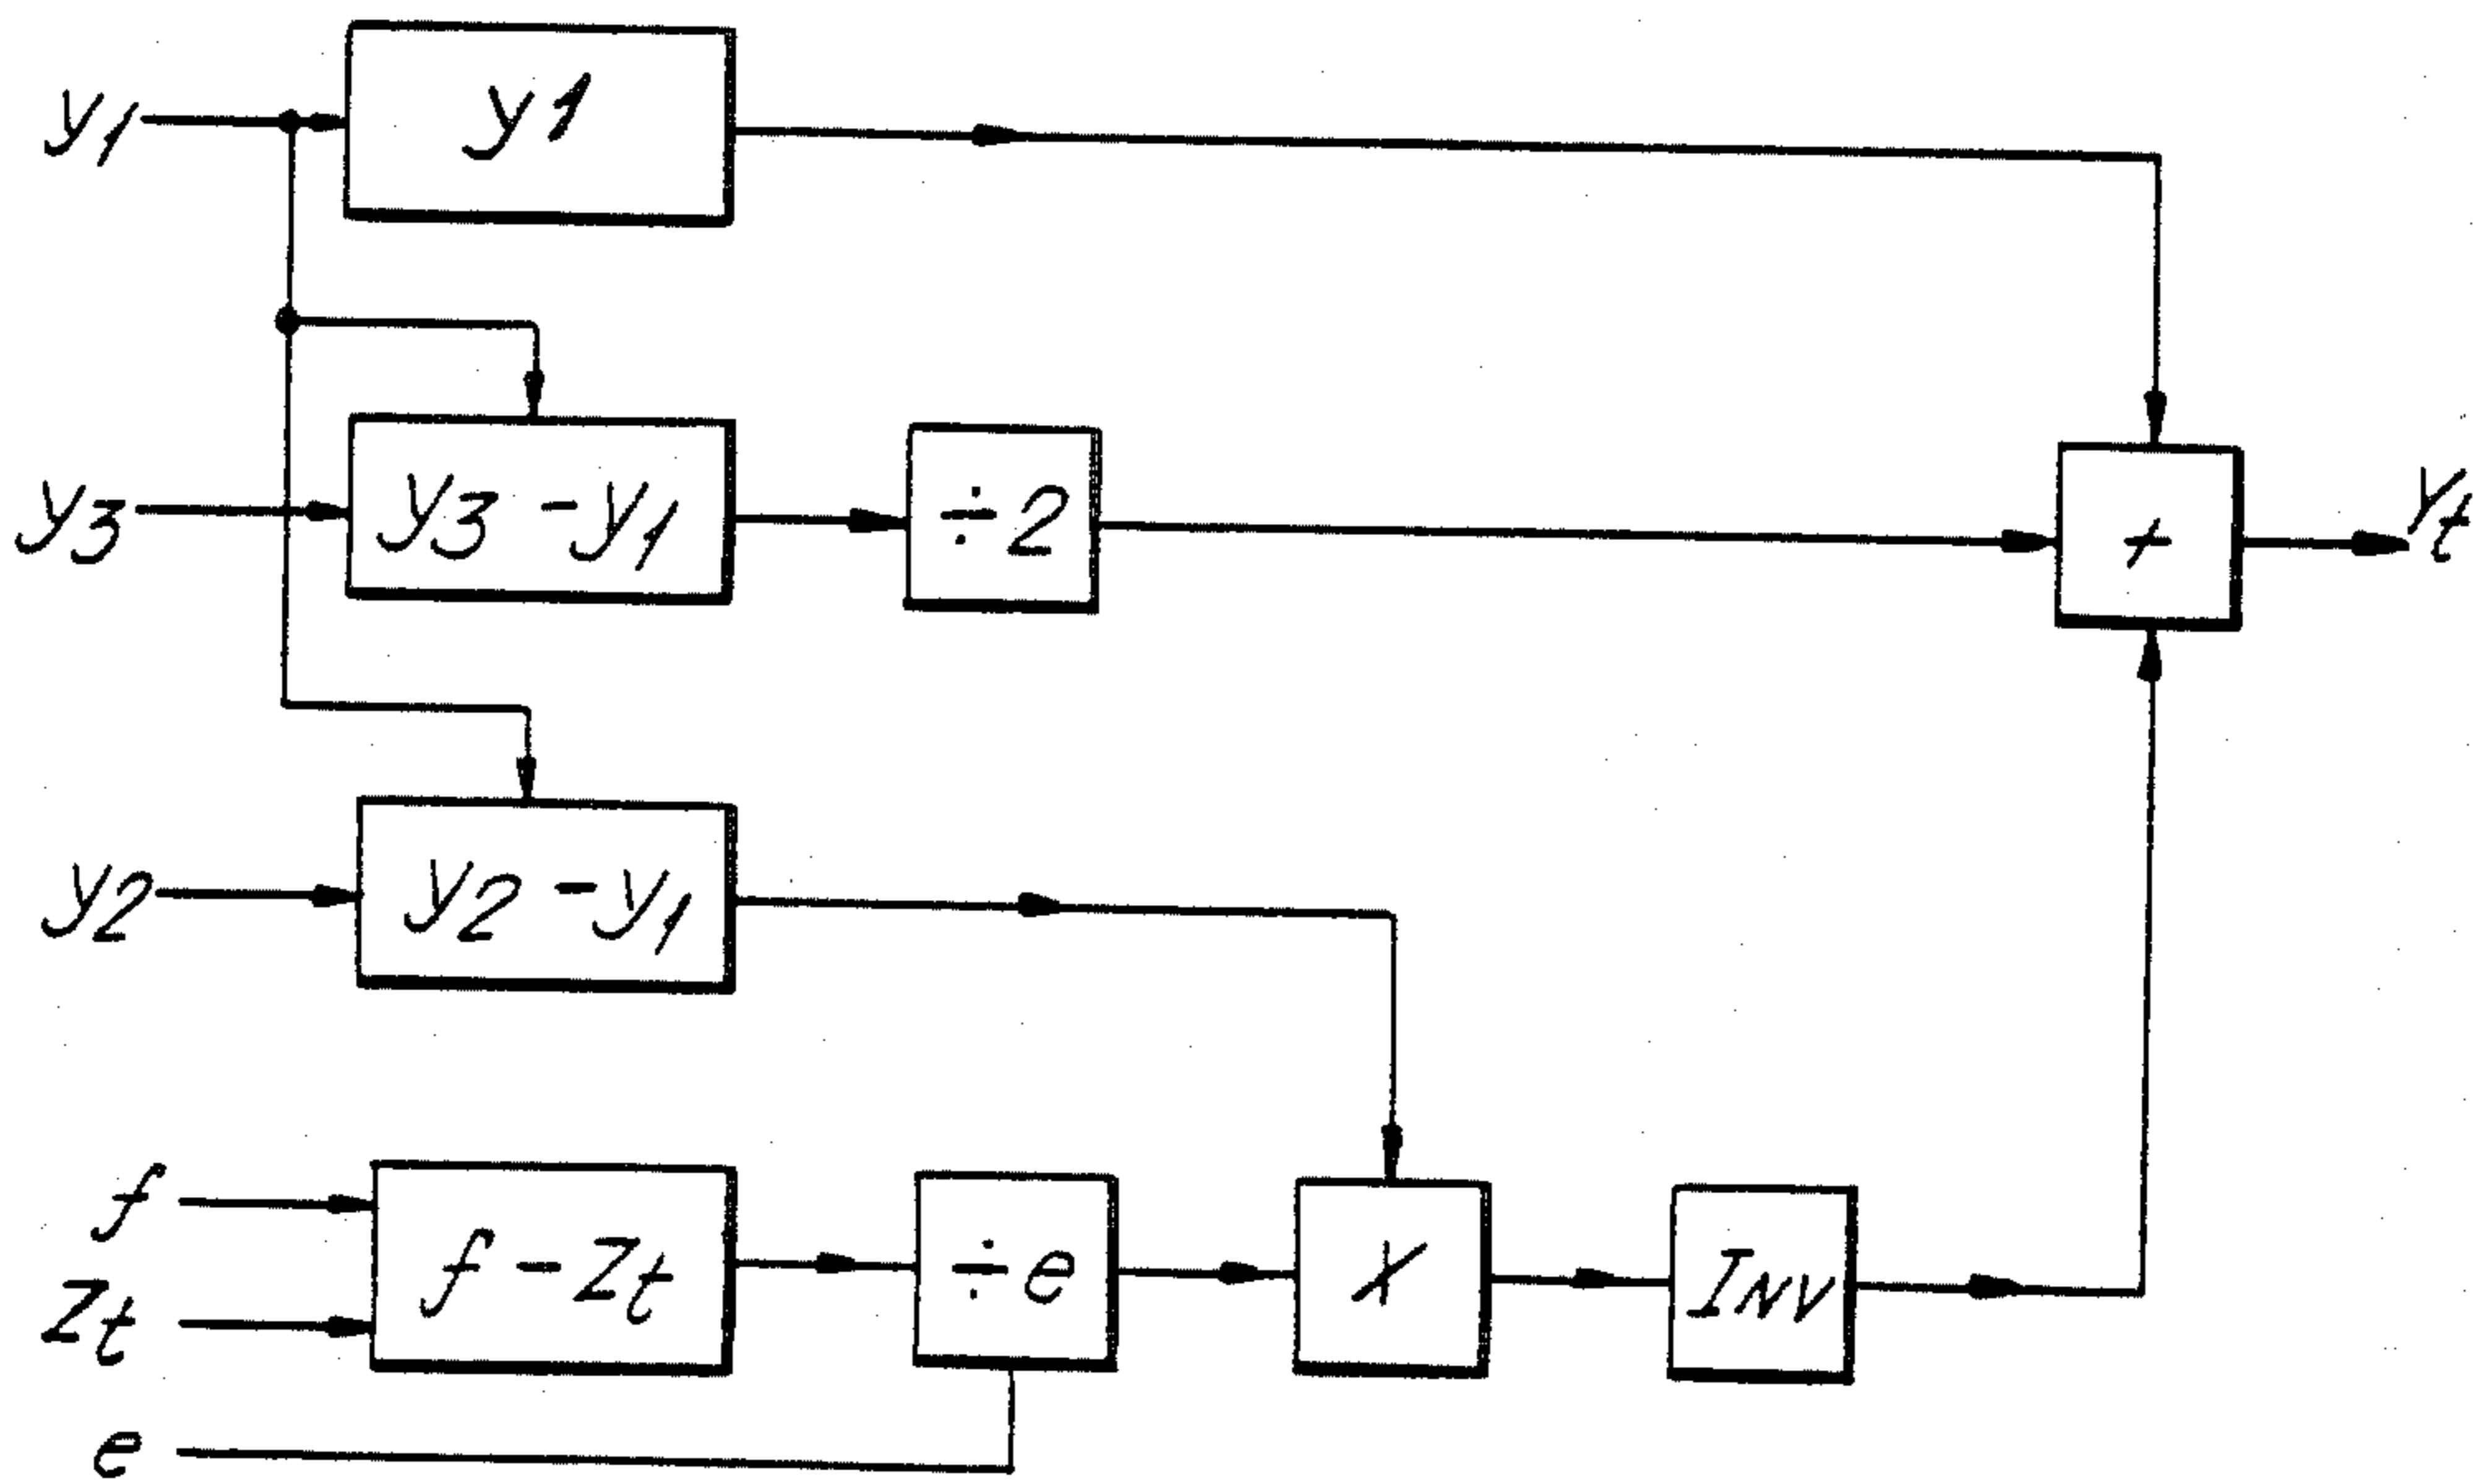 y1 y1
y3 y3 - y1 ÷ 2 + yt
y2 y2 - y1
f
f - Zt ÷ e X INV
Zt
e